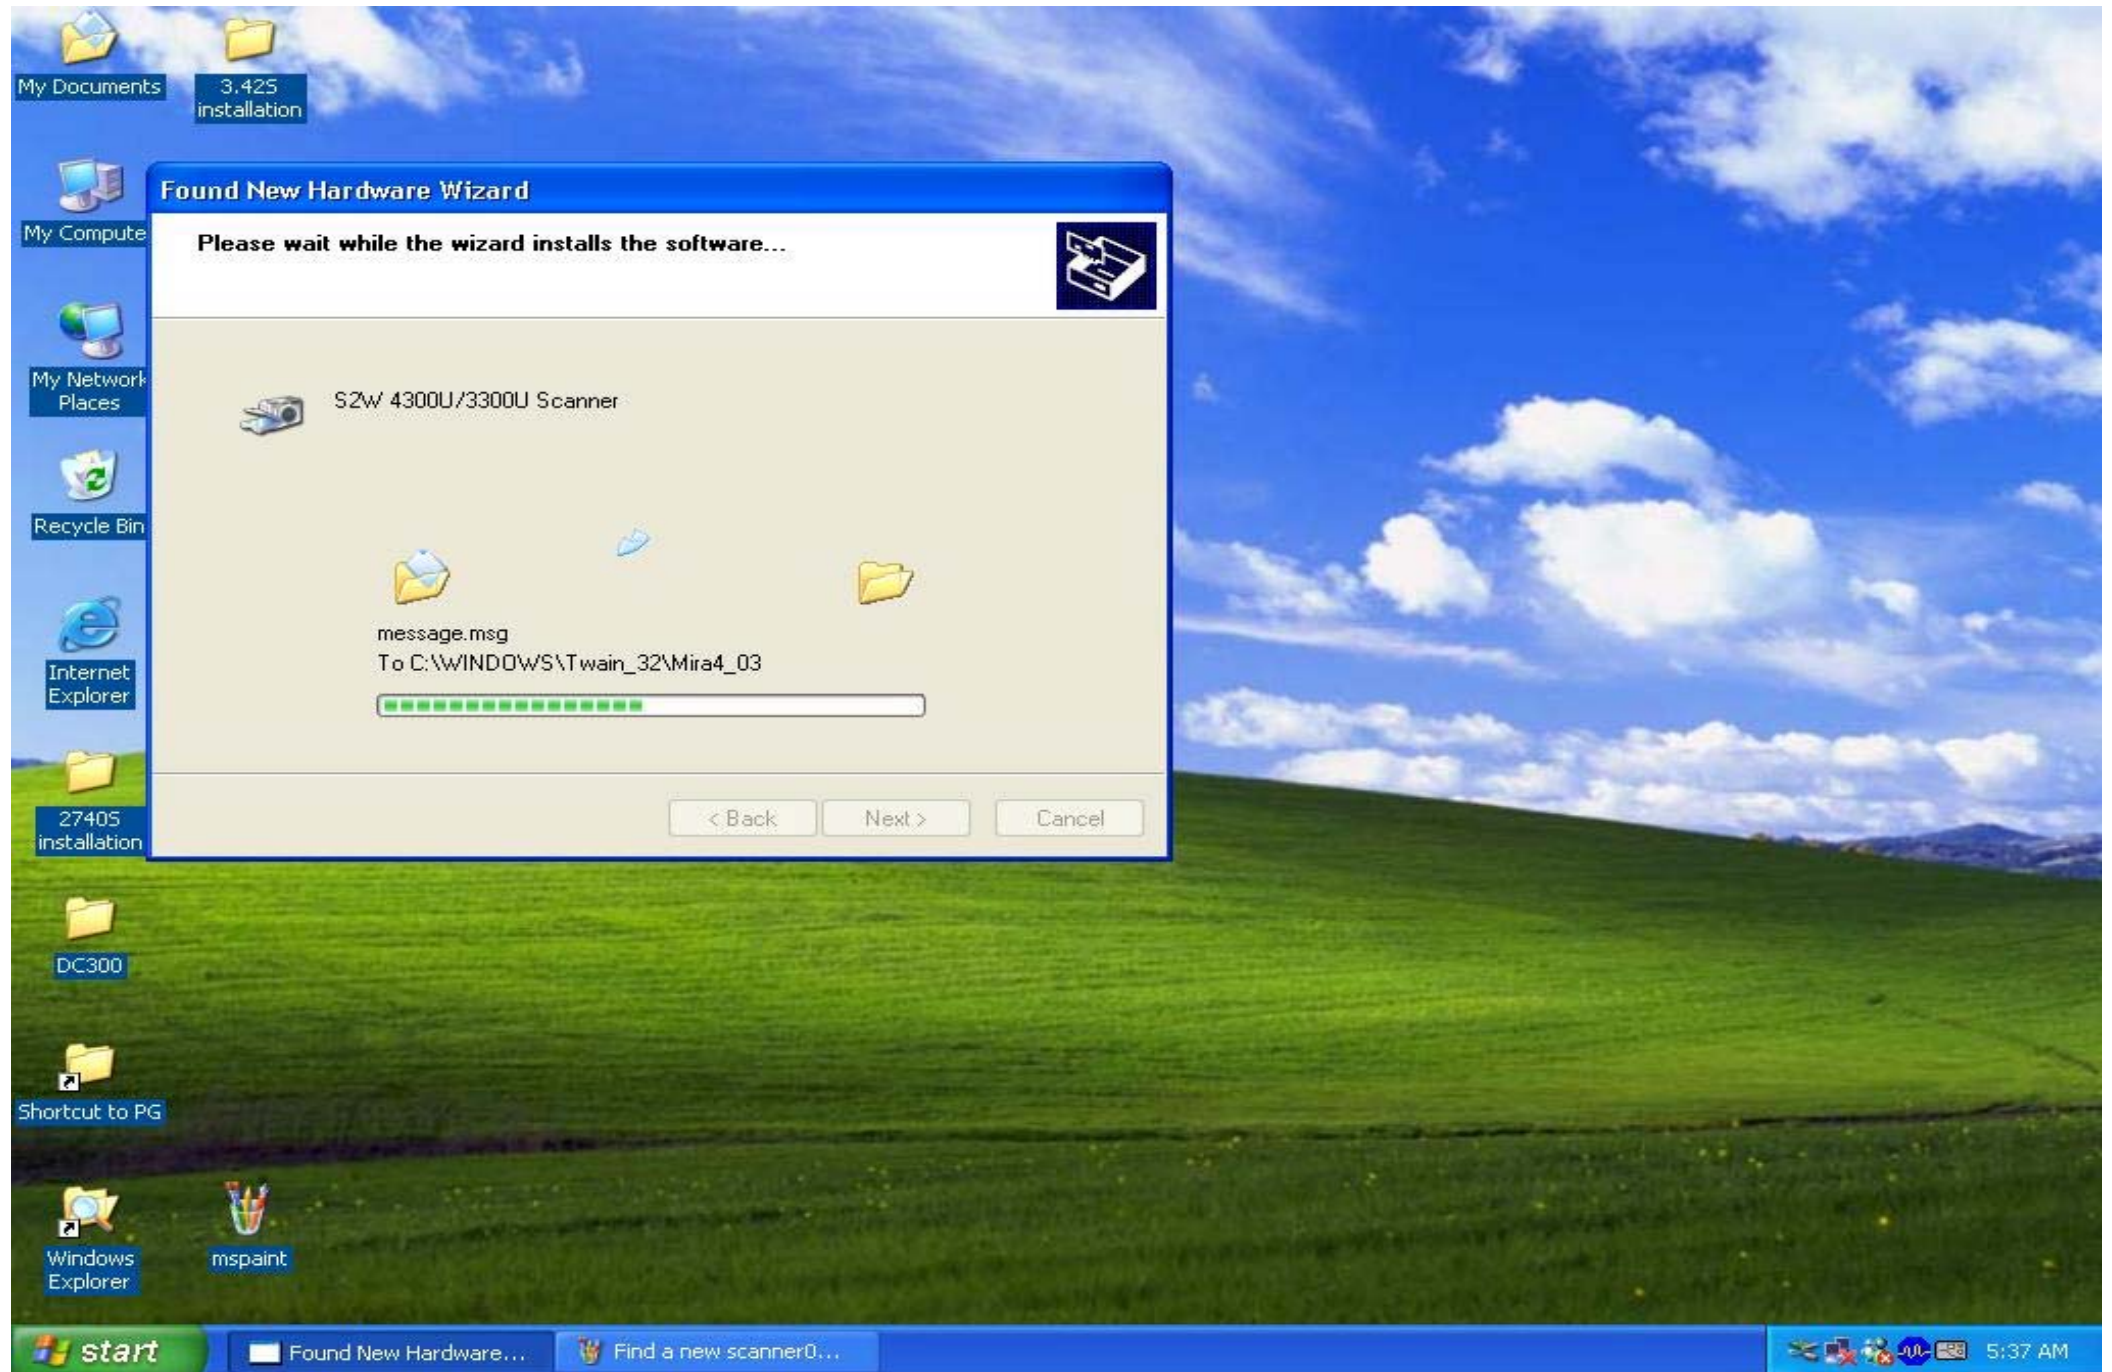 My Documents
3.42S
installation
My Compute
My Network
Places
Recycle Bin
Internet
Explorer
2740S
installation
DC300
Shortcut to PG
Windows
Explorer
mspaint
Found New Hardware Wizard
Please wait while the wizard installs the software...
S2W 4300U/3300U Scanner
message.msg
To C:\WINDOWS\Twain_32\Mira4_03
< Back
Next >
Cancel
start
Found New Hardware...
Find a new scanner0...
5:37 AM